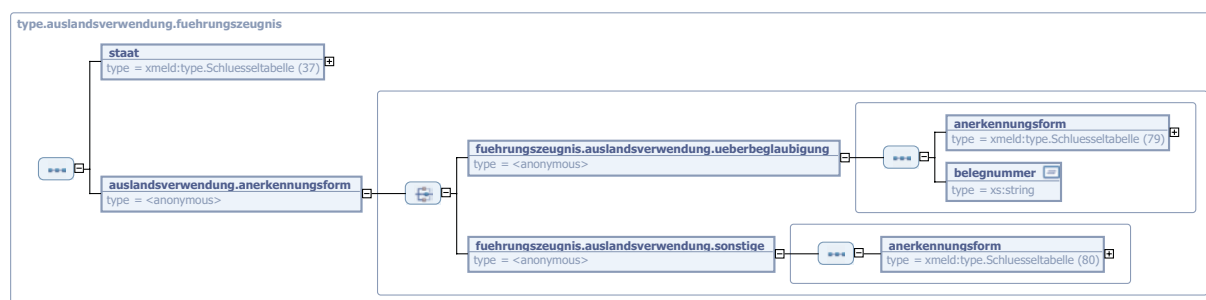 type.auslandsverwendung.fuehrungszeugnis
staat
type = xmeld:type.Schluesseltabelle (37)
auslandsverwendung.anerkennungsform
type = <anonymous>
fuehrungszeugnis.auslandsverwendung.ueberbeglaubigung
type = <anonymous>
anerkennungsform
type = xmeld:type.Schluesseltabelle (79)
belegnummer
type = xs:string
fuehrungszeugnis.auslandsverwendung.sonstige
type = <anonymous>
anerkennungsform
type = xmeld:type.Schluesseltabelle (80)